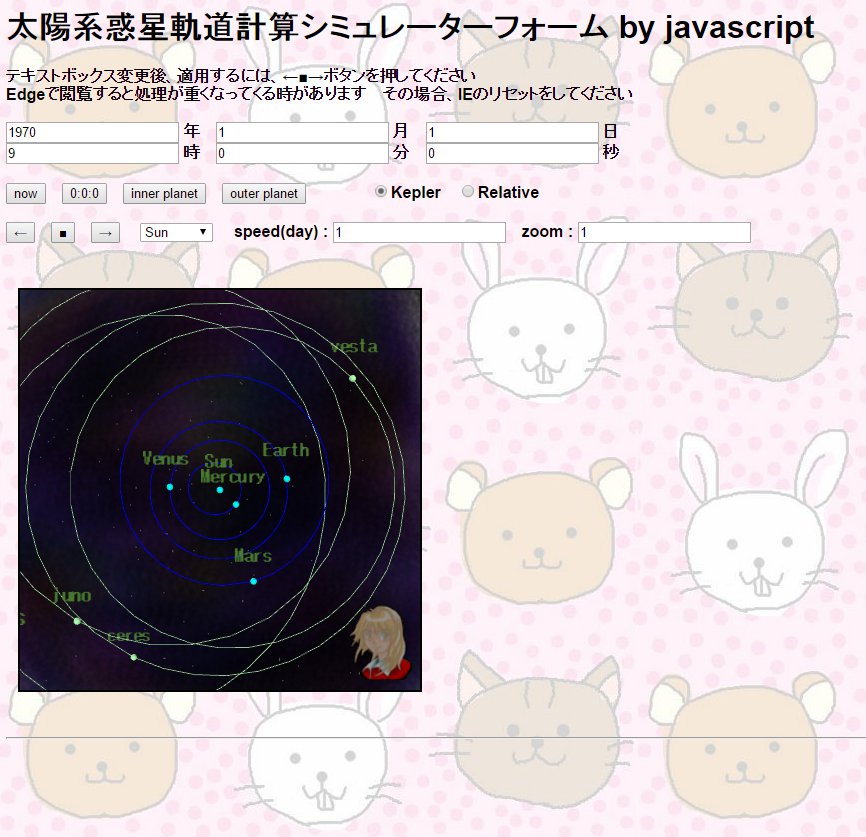 太陽系惑星軌道計算シミュレーターフォーム by javascript
テキストボックス変更後、適用するには、←■→ボタンを押してください
Edgeで閲覧すると処理が重くなってくる時があります その場合、IEのリセットをしてください
1970 年 1 月 1 日
9 時 0 分 0 秒
now 0:0:0 inner planet outer planet Kepler Relative
← ■ → Sun speed(day) : 1 zoom : 1
vesta
Venus Sun Earth
Mercury
Mars
juno
s
ceres